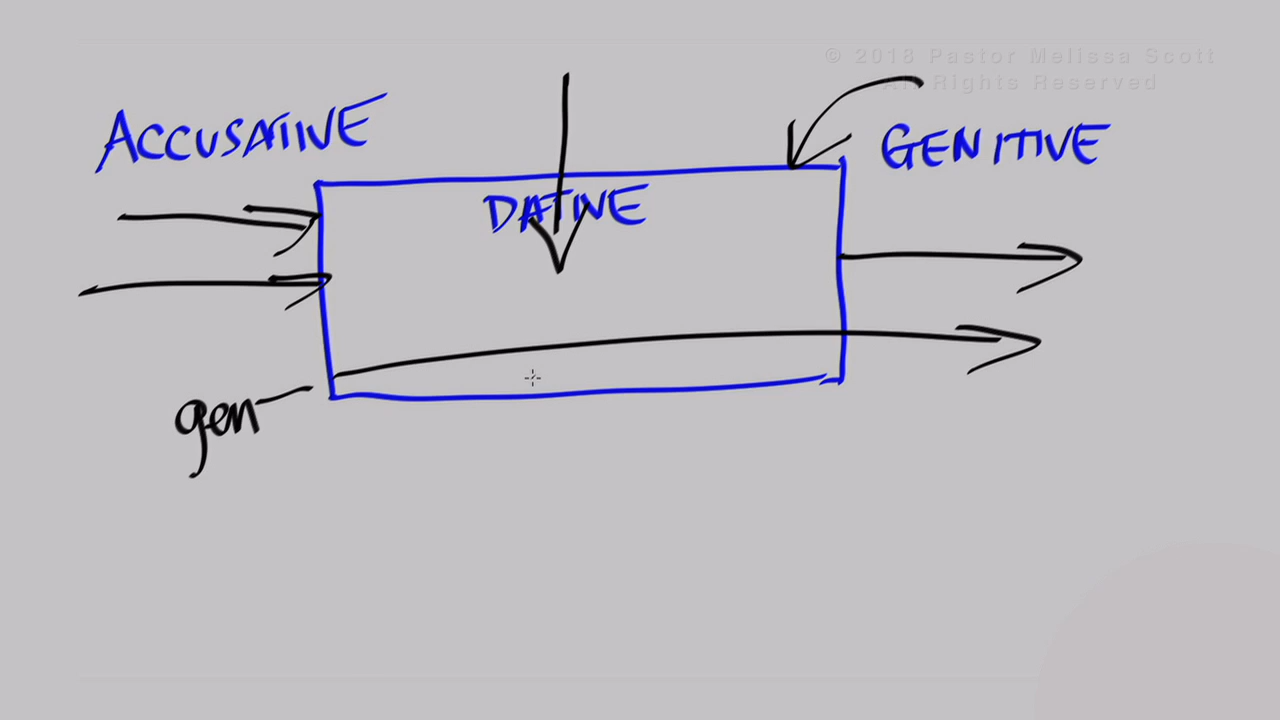 © 2018 Pastor Melissa Scott
All Rights Reserved
ACCUSATIVE
GENITIVE
DATIVE
gen